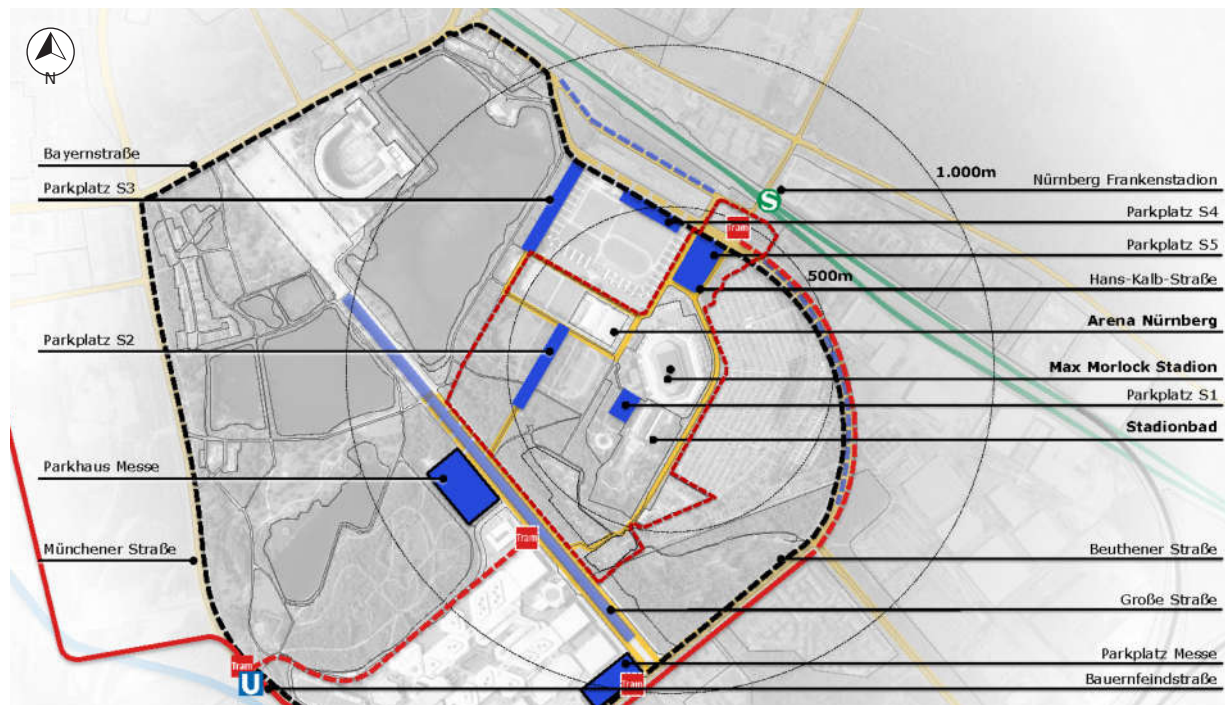 N
Bayernstraße
Parkplatz S3
Parkplatz S2
Parkhaus Messe
Münchener Straße
1.000m
500m
S
Tram
Tram
Tram
Tram
U
Nürnberg Frankenstadion
Parkplatz S4
Parkplatz S5
Hans-Kalb-Straße
Arena Nürnberg
Max Morlock Stadion
Parkplatz S1
Stadionbad
Beuthener Straße
Große Straße
Parkplatz Messe
Bauernfeindstraße